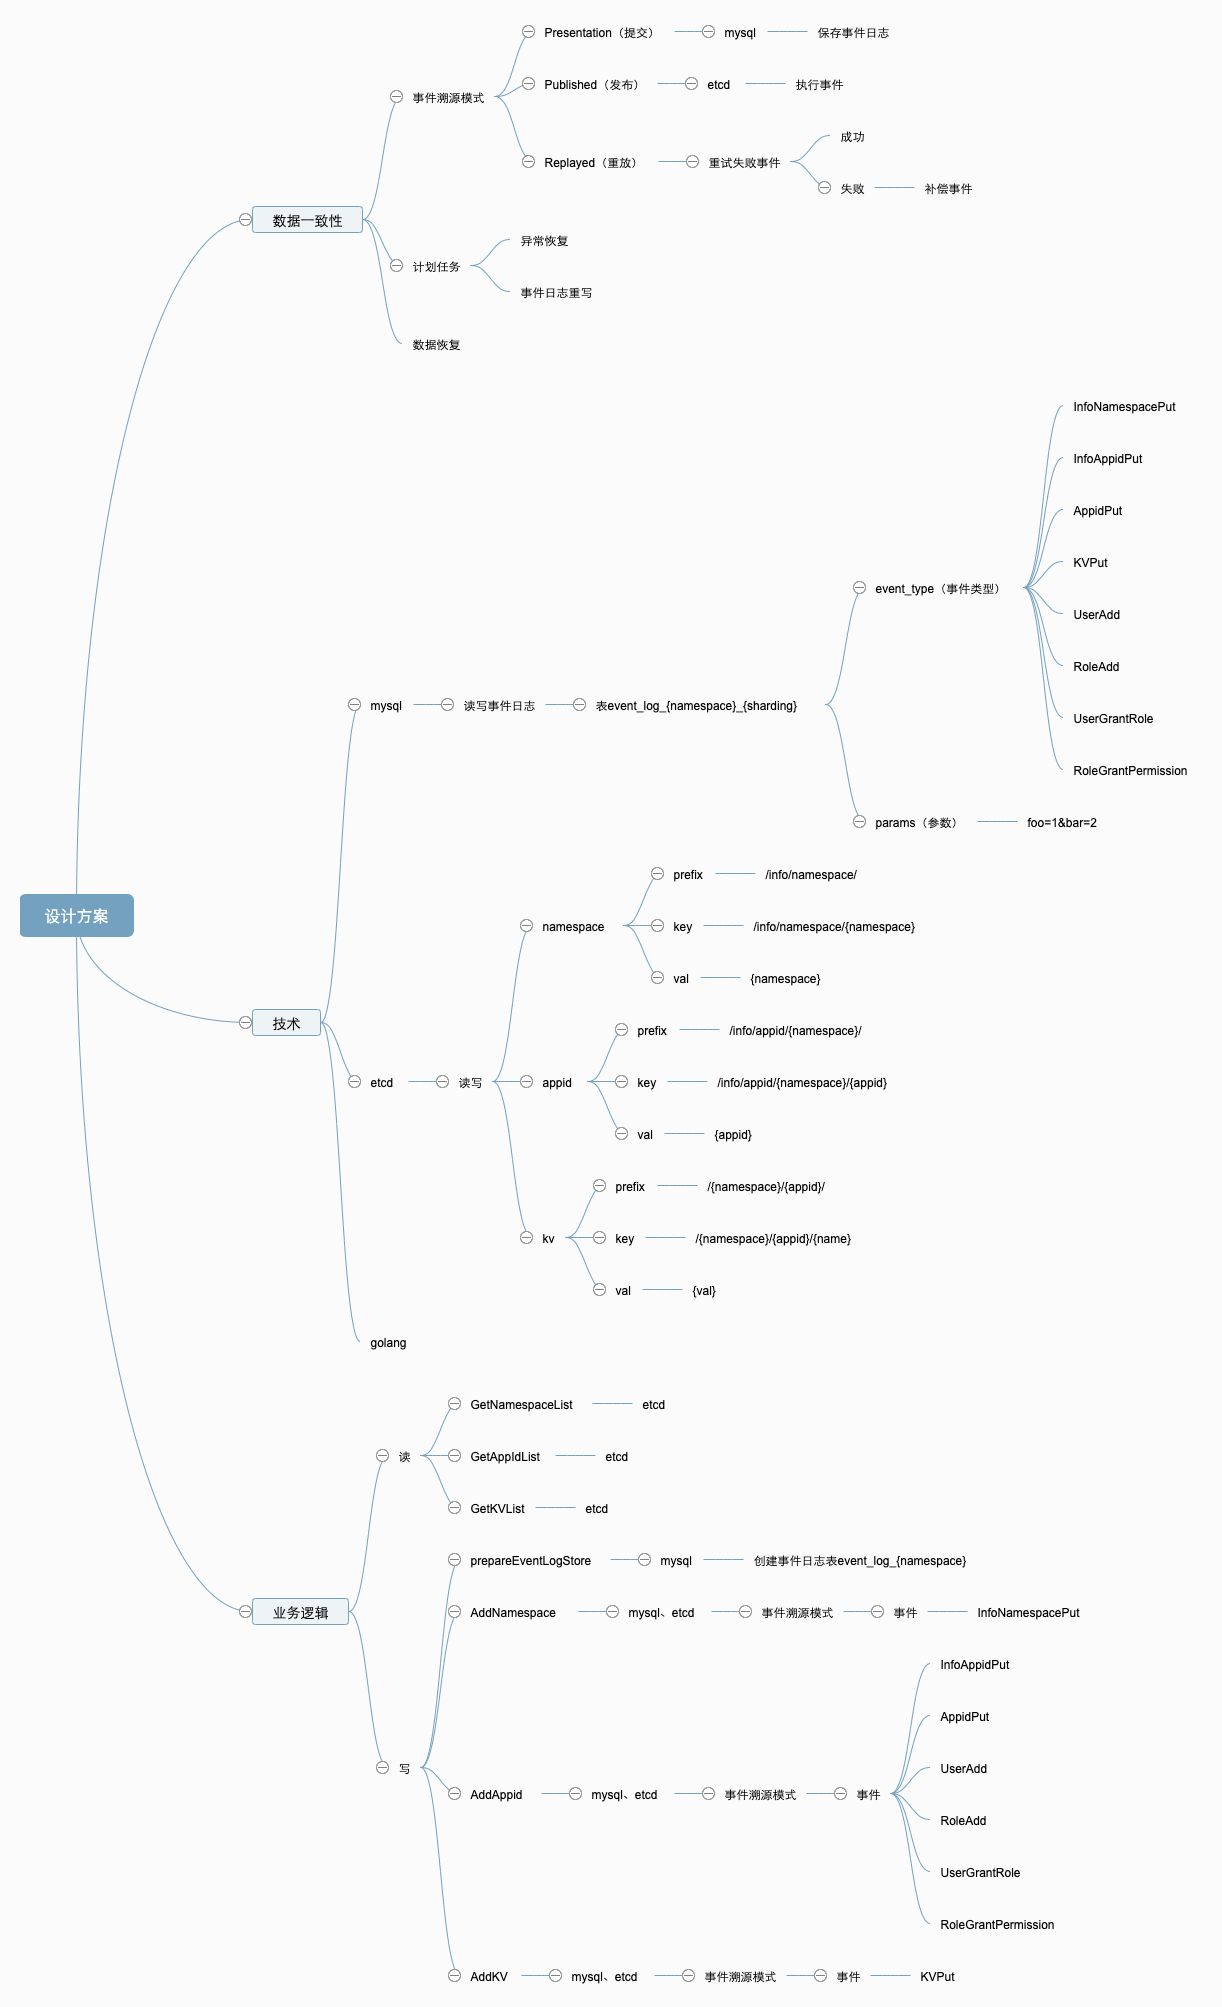 设计方案
数据一致性
事件溯源模式
Presentation（提交）
mysql
保存事件日志
Published（发布）
etcd
执行事件
Replayed（重放）
重试失败事件
成功
失败
补偿事件
计划任务
异常恢复
事件日志重写
数据恢复
技术
mysql
读写事件日志
表event_log_{namespace}_{sharding}
event_type（事件类型）
InfoNamespacePut
InfoAppidPut
AppidPut
KVPut
UserAdd
RoleAdd
UserGrantRole
RoleGrantPermission
params（参数）
foo=1&bar=2
etcd
读写
namespace
prefix
/info/namespace/
key
/info/namespace/{namespace}
val
{namespace}
appid
prefix
/info/appid/{namespace}/
key
/info/appid/{namespace}/{appid}
val
{appid}
kv
prefix
/{namespace}/{appid}/
key
/{namespace}/{appid}/{name}
val
{val}
golang
业务逻辑
读
GetNamespaceList
etcd
GetAppIdList
etcd
GetKVList
etcd
写
prepareEventLogStore
mysql
创建事件日志表event_log_{namespace}
AddNamespace
mysql、etcd
事件溯源模式
事件
InfoNamespacePut
AddAppid
mysql、etcd
事件溯源模式
事件
InfoAppidPut
AppidPut
UserAdd
RoleAdd
UserGrantRole
RoleGrantPermission
AddKV
mysql、etcd
事件溯源模式
事件
KVPut